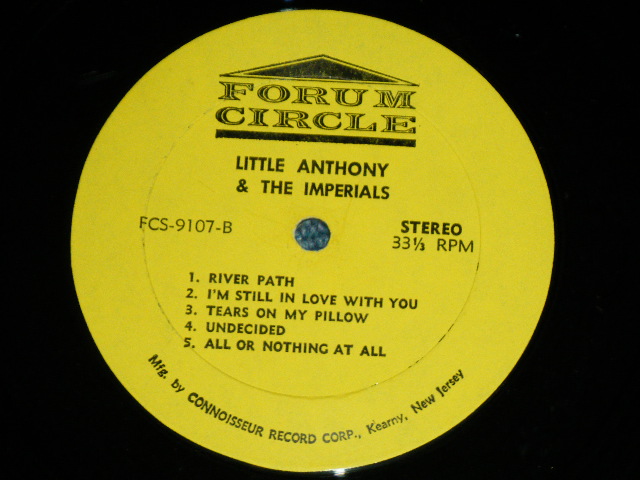 FORUM
CIRCLE
LITTLE ANTHONY
& THE IMPERIALS
FCS-9107-B
STEREO
33⅓ RPM
1. RIVER PATH
2. I'M STILL IN LOVE WITH YOU
3. TEARS ON MY PILLOW
4. UNDECIDED
5. ALL OR NOTHING AT ALL
Mfg. by CONNOISSEUR RECORD CORP., Kearny, New Jersey